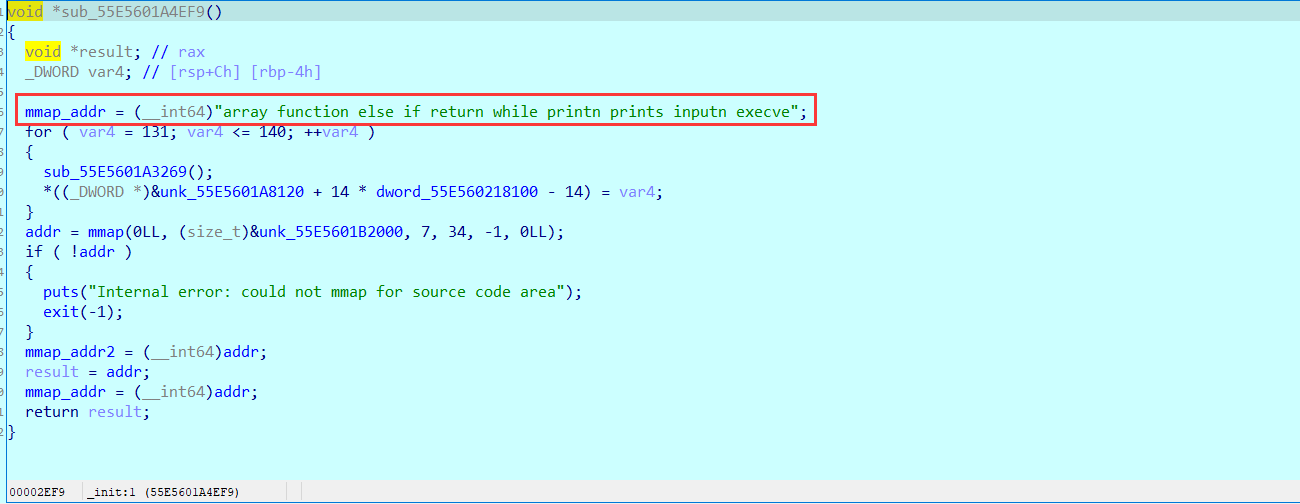 void *sub_55E5601A4EF9()
{
  void *result; // rax
  _DWORD var4; // [rsp+Ch] [rbp-4h]
  mmap_addr = (__int64)"array function else if return while printn prints inputn execve";
  for ( var4 = 131; var4 <= 140; ++var4 )
  {
    sub_55E5601A3269();
    *((_DWORD *)&unk_55E5601A8120 + 14 * dword_55E560218100 - 14) = var4;
  }
  addr = mmap(0LL, (size_t)&unk_55E5601B2000, 7, 34, -1, 0LL);
  if ( !addr )
  {
    puts("Internal error: could not mmap for source code area");
    exit(-1);
  }
  mmap_addr2 = (__int64)addr;
  result = addr;
  mmap_addr = (__int64)addr;
  return result;
}
00002EF9 _init:1 (55E5601A4EF9)